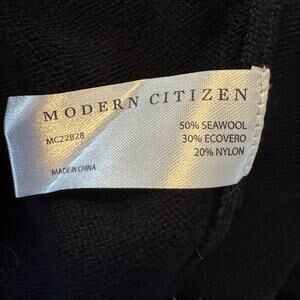 MODERN CITIZEN
MC22B28
50% SEAWOOL
30% ECOVERO
20% NYLON
MADE IN CHINA